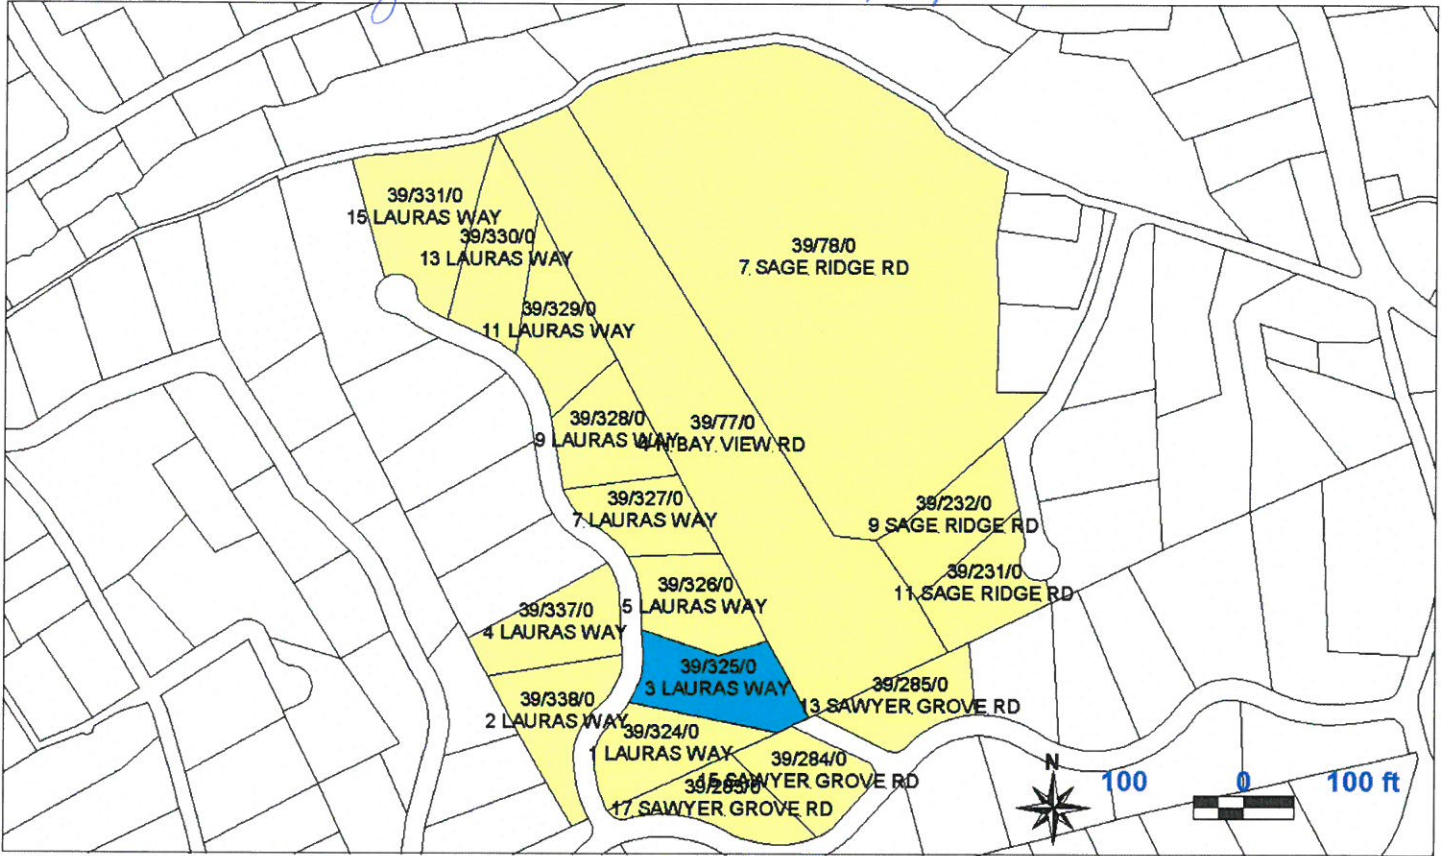 39/331/0
15 LAURAS WAY
39/330/0
13 LAURAS WAY
39/78/0
7 SAGE RIDGE RD
39/329/0
11 LAURAS WAY
39/328/0
9 LAURAS WAY
39/77/0
4 N BAY VIEW RD
39/327/0
7 LAURAS WAY
39/232/0
9 SAGE RIDGE RD
39/231/0
11 SAGE RIDGE RD
39/326/0
5 LAURAS WAY
39/337/0
4 LAURAS WAY
39/325/0
3 LAURAS WAY
39/285/0
13 SAWYER GROVE RD
39/338/0
2 LAURAS WAY
39/324/0
1 LAURAS WAY
39/284/0
15 SAWYER GROVE RD
39/283/0
17 SAWYER GROVE RD
N
100 0 100 ft